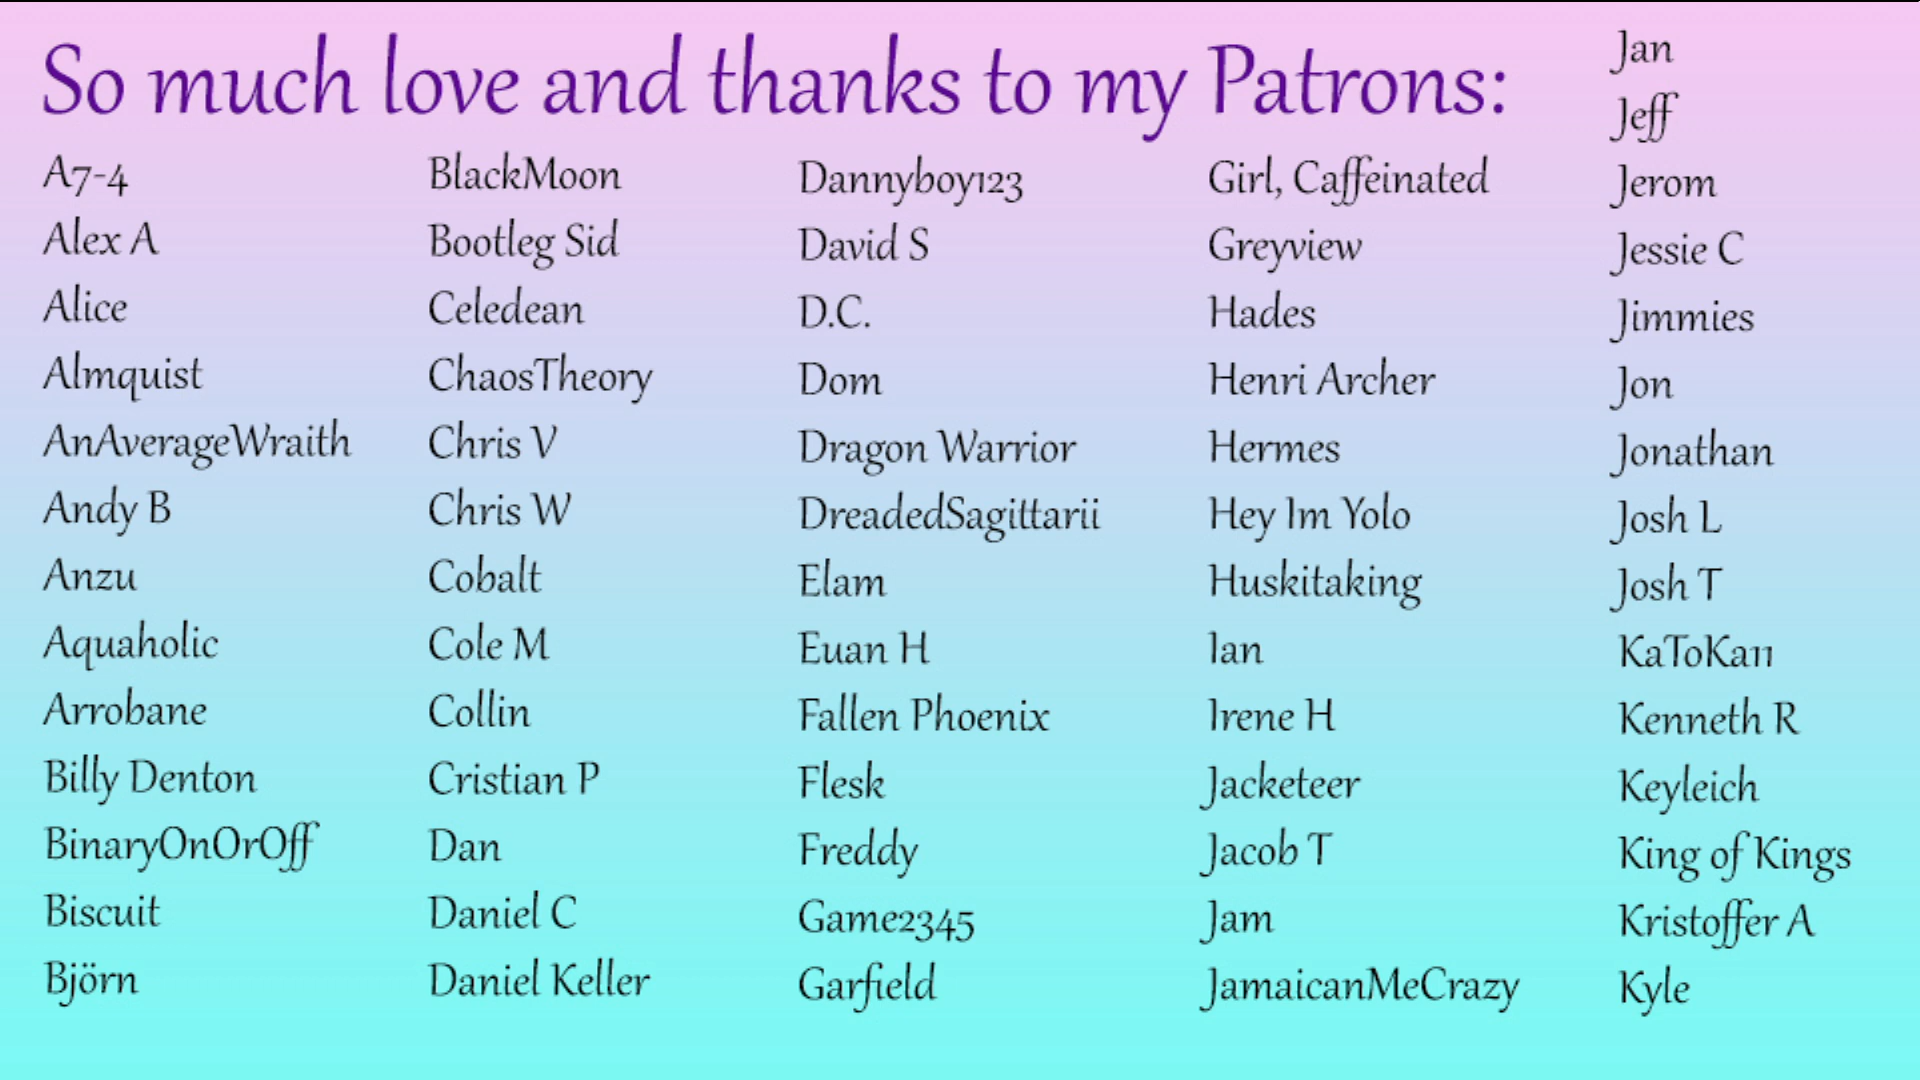 So much love and thanks to my Patrons:
A7-4
Alex A
Alice
Almquist
AnAverageWraith
Andy B
Anzu
Aquaholic
Arrobane
Billy Denton
BinaryOnOrOff
Biscuit
Björn
BlackMoon
Bootleg Sid
Celedean
ChaosTheory
Chris V
Chris W
Cobalt
Cole M
Collin
Cristian P
Dan
Daniel C
Daniel Keller
Dannyboy123
David S
D.C.
Dom
Dragon Warrior
DreadedSagittarii
Elam
Euan H
Fallen Phoenix
Flesk
Freddy
Game2345
Garfield
Girl, Caffeinated
Greyview
Hades
Henri Archer
Hermes
Hey Im Yolo
Huskitaking
Ian
Irene H
Jacketeer
Jacob T
Jam
JamaicanMeCrazy
Jan
Jeff
Jerom
Jessie C
Jimmies
Jon
Jonathan
Josh L
Josh T
KaToKa11
Kenneth R
Keyleich
King of Kings
Kristoffer A
Kyle